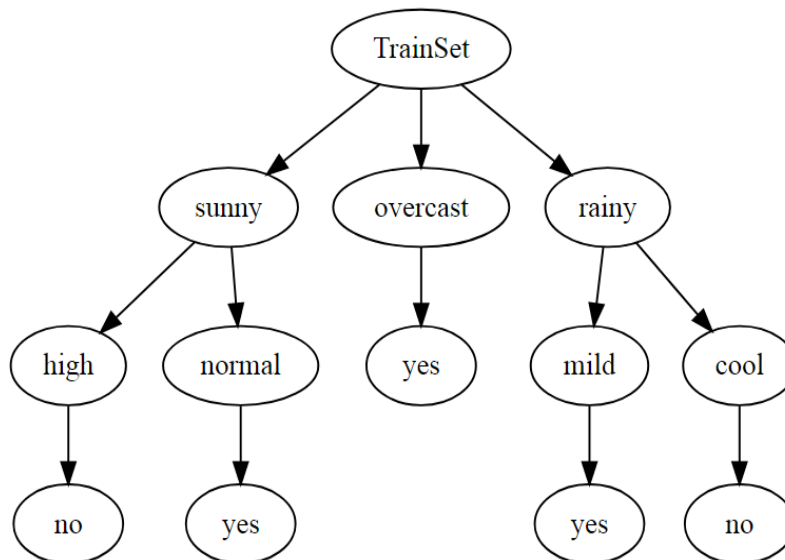 TrainSet
sunny overcast rainy
high normal yes mild cool
no yes yes no